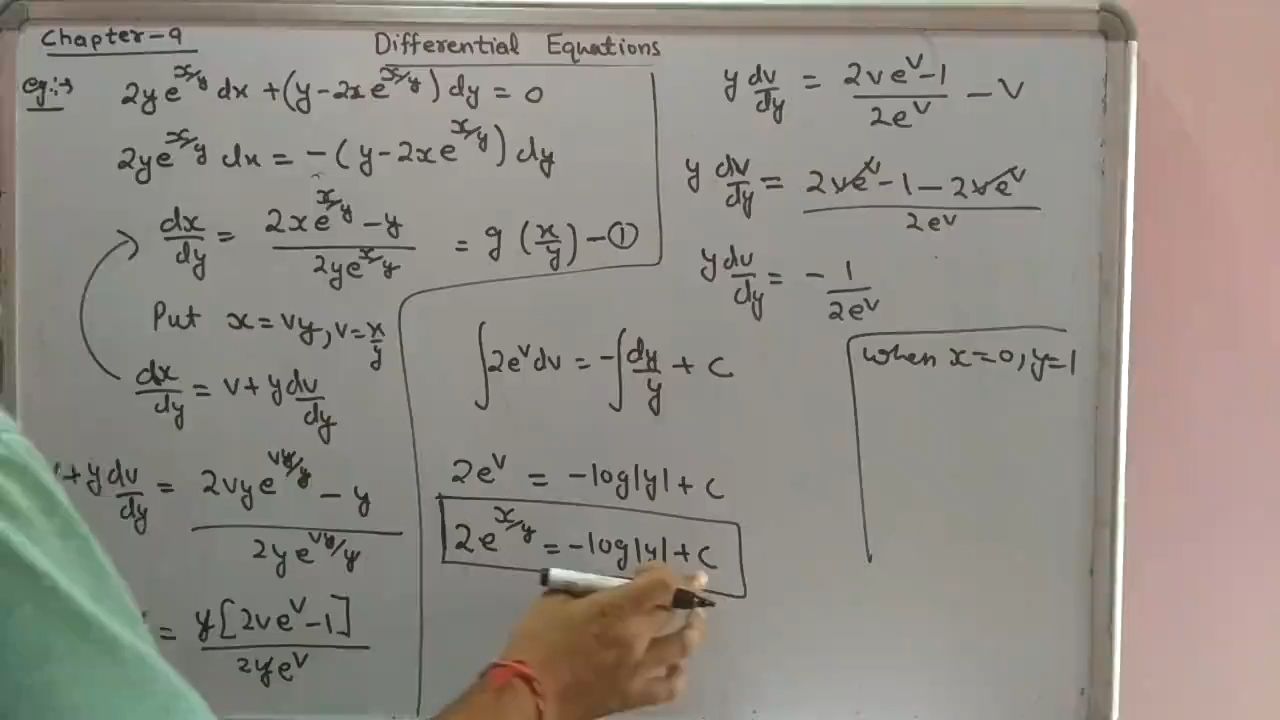 Chapter-9
Differential Equations
eg:→ 2ye^{x/y} dx + (y-2xe^{x/y}) dy = 0
2ye^{x/y} dx = -(y-2xe^{x/y}) dy
dx/dy = (2xe^{x/y} - y)/(2ye^{x/y}) = g(x/y) - ①
Put x = vy, v = x/y
dx/dy = v + y dv/dy
+ y dv/dy = (2vye^{vy/y} - y)/(2ye^{vy/y})
= y[2ve^v - 1]/(2ye^v)
∫2e^v dv = -∫dy/y + C
2e^v = -log|y| + C
2e^{x/y} = -log|y| + C
y dv/dy = (2ve^v - 1)/(2e^v) - v
y dv/dy = (2ve^v - 1 - 2ve^v)/(2e^v)
y dv/dy = - 1/(2e^v)
when x=0, y=1